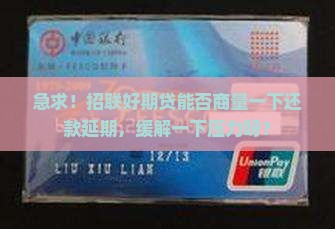 中国银行
急求！招联好期贷能否商量一下还
款延期，缓解一下压力吗？
12/13
LIU XIU LIAN
UnionPay
银联